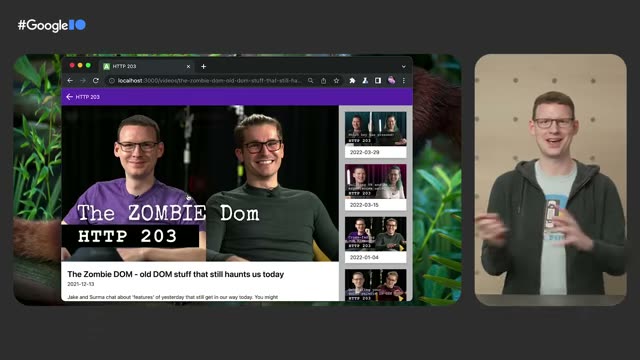 #GoogleIO
HTTP 203
localhost:3000/videos/the-zombie-dom-old-dom-stuff-that-still-ha...
HTTP 203
The ZOMBIE Dom
HTTP 203
The Zombie DOM - old DOM stuff that still haunts us today
2021-12-13
Jake and Surma chat about 'features' of yesterday that still get in our way today. You might
HTTP 203
2022-03-29
HTTP 203
2022-03-15
HTTP 203
2022-01-04